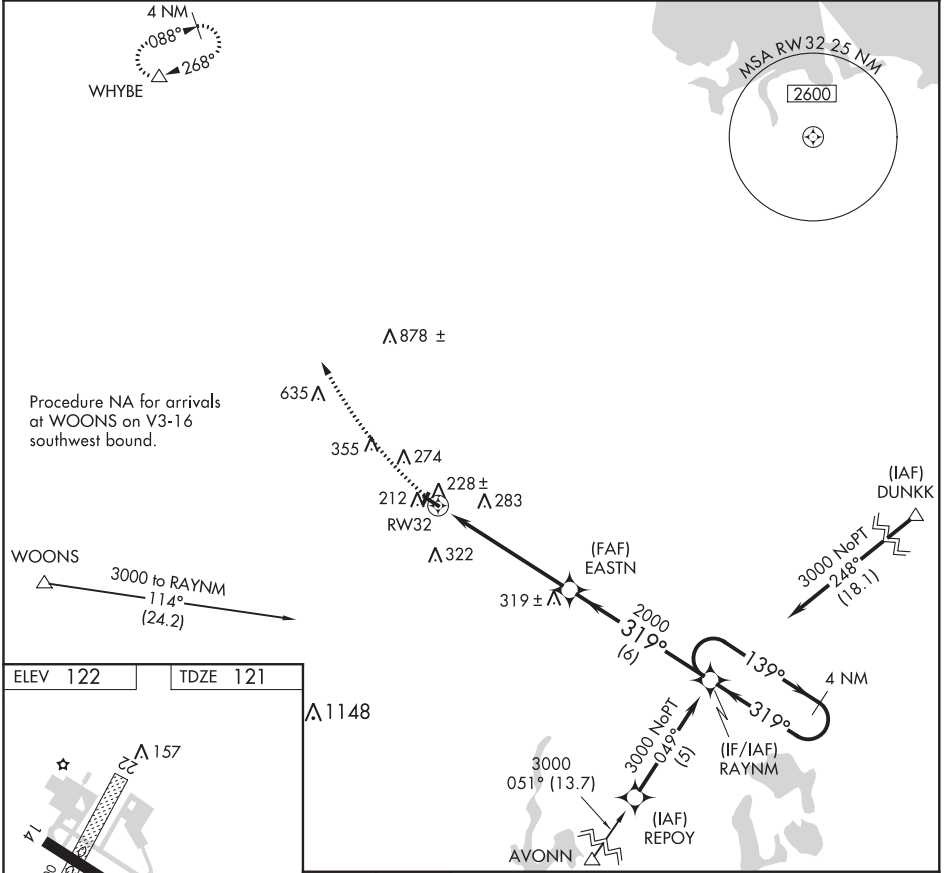 4 NM
088°
268°
WHYBE
MSA RW32 25 NM
2600
878 ±
635
Procedure NA for arrivals
at WOONS on V3-16
southwest bound.
355
274
228 ±
212
283
RW32
322
(IAF)
DUNKK
3000 NoPT
248°
(18.1)
WOONS
3000 to RAYNM
114°
(24.2)
(FAF)
EASTN
319 ±
2000
319°
(6)
139°
4 NM
319°
(IF/IAF)
RAYNM
3000 NoPT
049°
(5)
3000
051° (13.7)
(IAF)
REPOY
AVONN
ELEV 122
TDZE 121
1148
157
22
14